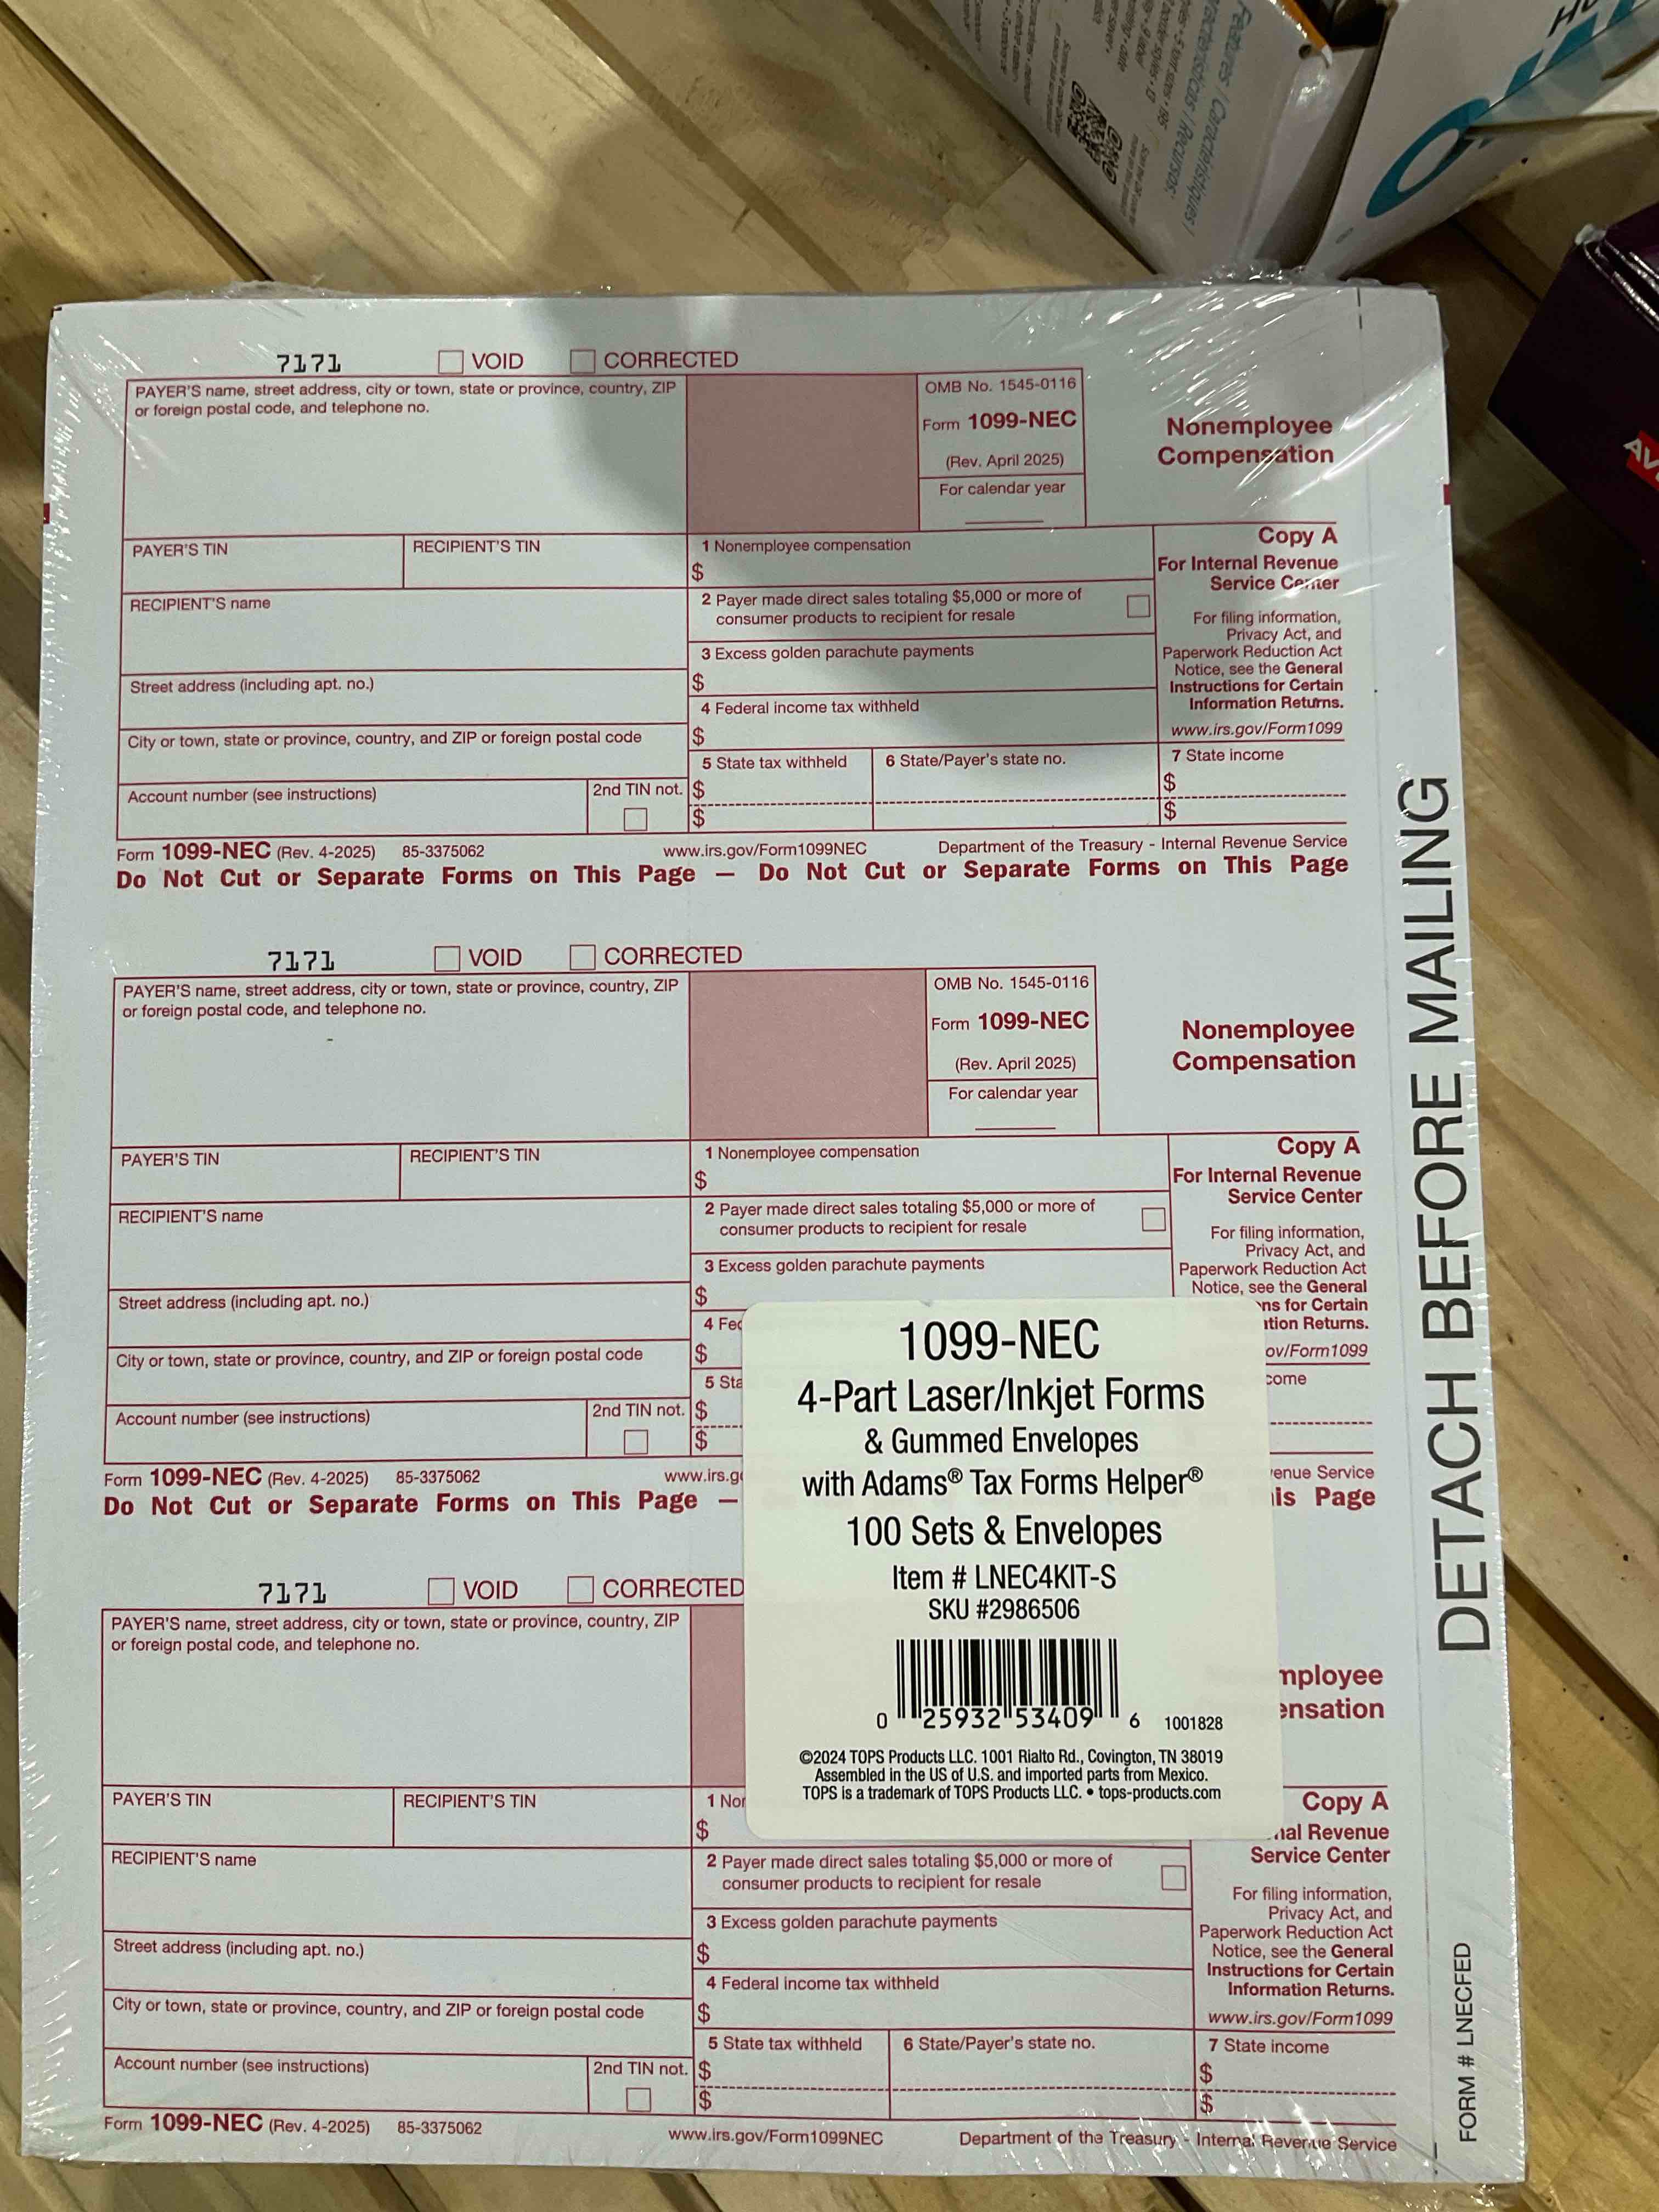 Features / Caractéristiques /
7171 VOID CORRECTED
PAYER'S name, street address, city or town, state or province, country, ZIP
or foreign postal code, and telephone no.
OMB No. 1545-0116
Form 1099-NEC
(Rev. April 2025)
For calendar year
Nonemployee
Compensation
PAYER'S TIN
RECIPIENT'S TIN
1 Nonemployee compensation
$
Copy A
For Internal Revenue
Service Center
RECIPIENT'S name
2 Payer made direct sales totaling $5,000 or more of
consumer products to recipient for resale
For filing information,
Privacy Act, and
Paperwork Reduction Act
Notice, see the General
Instructions for Certain
Information Returns.
www.irs.gov/Form1099
3 Excess golden parachute payments
$
Street address (including apt. no.)
4 Federal income tax withheld
$
City or town, state or province, country, and ZIP or foreign postal code
5 State tax withheld
$
$
6 State/Payer's state no.
7 State income
$
$
Account number (see instructions)
2nd TIN not.
Form 1099-NEC (Rev. 4-2025) 85-3375062 www.irs.gov/Form1099NEC Department of the Treasury - Internal Revenue Service
Do Not Cut or Separate Forms on This Page — Do Not Cut or Separate Forms on This Page
7171 VOID CORRECTED
PAYER'S name, street address, city or town, state or province, country, ZIP
or foreign postal code, and telephone no.
OMB No. 1545-0116
Form 1099-NEC
(Rev. April 2025)
For calendar year
Nonemployee
Compensation
PAYER'S TIN
RECIPIENT'S TIN
1 Nonemployee compensation
$
Copy A
For Internal Revenue
Service Center
RECIPIENT'S name
2 Payer made direct sales totaling $5,000 or more of
consumer products to recipient for resale
For filing information,
Privacy Act, and
Paperwork Reduction Act
Notice, see the General
ns for Certain
tion Returns.
ov/Form1099
3 Excess golden parachute payments
$
Street address (including apt. no.)
4 Fed
$
City or town, state or province, country, and ZIP or foreign postal code
5 Sta
$
$
come
Account number (see instructions)
2nd TIN not.
Form 1099-NEC (Rev. 4-2025) 85-3375062 www.irs.g enue Service
Do Not Cut or Separate Forms on This Page — is Page
1099-NEC
4-Part Laser/Inkjet Forms
& Gummed Envelopes
with Adams® Tax Forms Helper®
100 Sets & Envelopes
Item # LNEC4KIT-S
SKU #2986506
0 25932 53409 6 1001828
©2024 TOPS Products LLC. 1001 Rialto Rd., Covington, TN 38019
Assembled in the US of U.S. and imported parts from Mexico.
TOPS is a trademark of TOPS Products LLC. • tops-products.com
7171 VOID CORRECTED
PAYER'S name, street address, city or town, state or province, country, ZIP
or foreign postal code, and telephone no.
mployee
ensation
PAYER'S TIN
RECIPIENT'S TIN
1 Nor
$
Copy A
nal Revenue
Service Center
RECIPIENT'S name
2 Payer made direct sales totaling $5,000 or more of
consumer products to recipient for resale
For filing information,
Privacy Act, and
Paperwork Reduction Act
Notice, see the General
Instructions for Certain
Information Returns.
www.irs.gov/Form1099
3 Excess golden parachute payments
$
Street address (including apt. no.)
4 Federal income tax withheld
$
City or town, state or province, country, and ZIP or foreign postal code
5 State tax withheld
$
$
6 State/Payer's state no.
7 State income
$
$
Account number (see instructions)
2nd TIN not.
Form 1099-NEC (Rev. 4-2025) 85-3375062 www.irs.gov/Form1099NEC Department of the Treasury - Internal Revenue Service
DETACH BEFORE MAILING
FORM # LNECFED